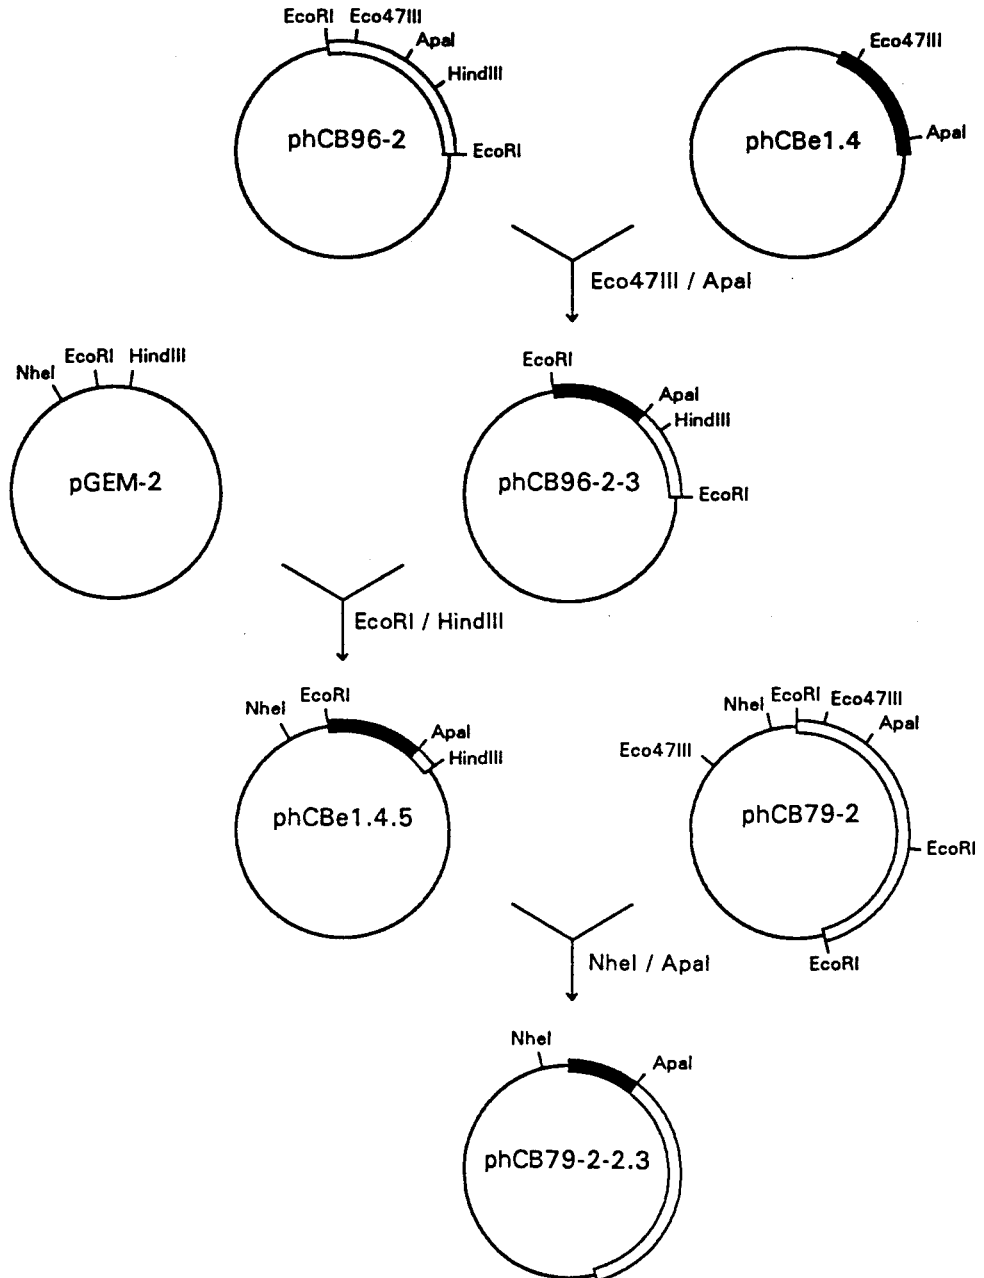 EcoRI Eco47III
ApaI
HindIII
phCB96-2
EcoRI
Eco47III
phCBe1.4
ApaI
Eco47III / ApaI
NheI EcoRI HindIII
pGEM-2
EcoRI
ApaI
HindIII
phCB96-2-3
EcoRI
EcoRI / HindIII
NheI EcoRI
ApaI
HindIII
phCBe1.4.5
Eco47III NheI EcoRI Eco47III
ApaI
phCB79-2
EcoRI
EcoRI
NheI / ApaI
NheI
ApaI
phCB79-2-2.3